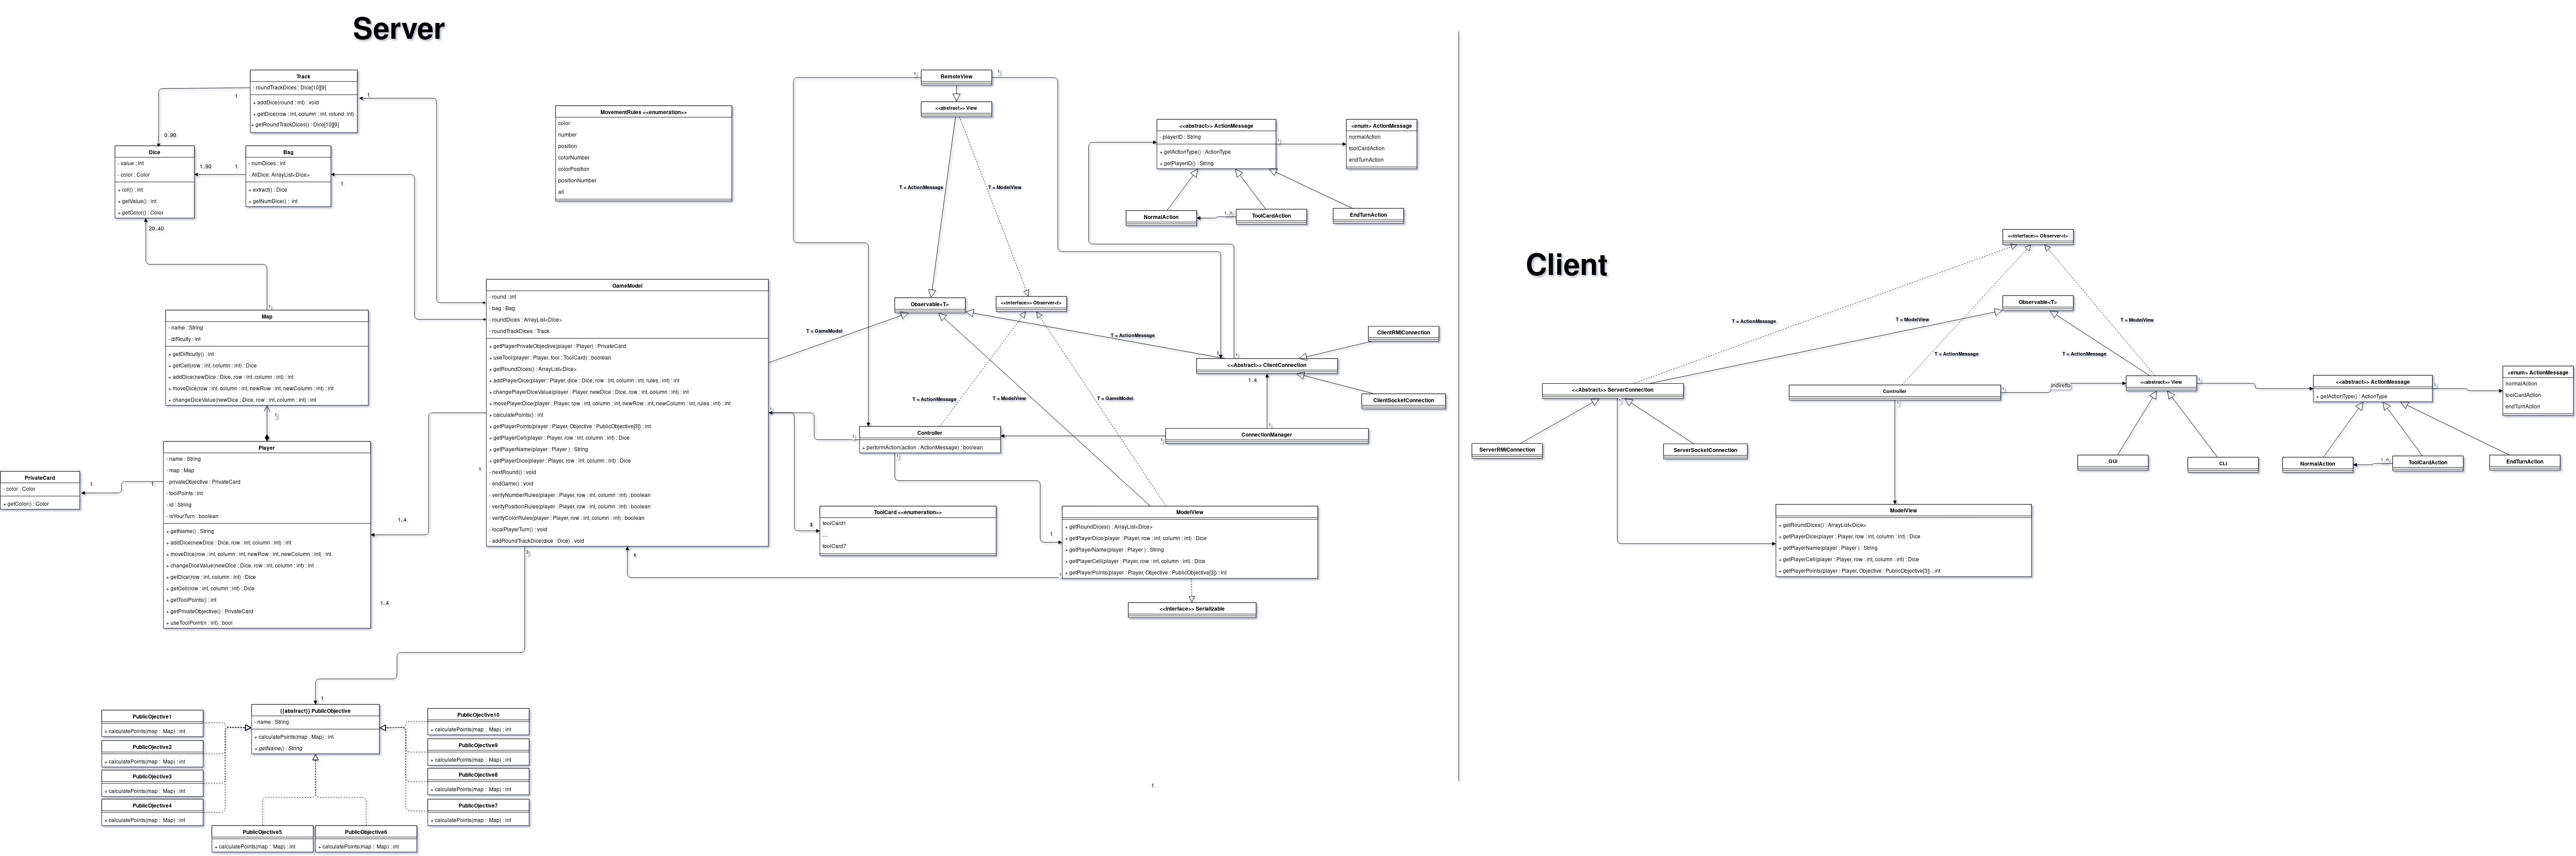 Server
Track
- roundTrackDices : Dice[10][9]
+ addDice(round : int) : void
+ getDice(row : int, column : int, rotund: int)
+ getRoundTrackDices() : Dice[10][9]
1.
1.
0..90.
Dice
- value : int
- color : Color
+ roll() : int
+ getValue() : int
+ getColor() : Color
1..90.
1.
Bag
- numDices : int
- AllDice: ArrayList<Dice>
+ extract() : Dice
+ getNumDice() : int
1.
20..40.
MovementRules <<enumeration>>
color
number
position
colorNumber
colorPosition
positionNumber
all
Map
- name : String
- difficulty : int
+ getDifficulty() : int
+ getCell(row : int, column : int) : Dice
+ addDice(newDice : Dice, row : int, column : int) : int
+ moveDice(row : int, column : int, newRow : int, newColumn : int) : int
+ changeDiceValue(newDice : Dice, row : int, column : int) : int
Player
- name : String
- map : Map
- privateObjective : PrivateCard
- toolPoints : int
- id : String
- isYourTurn : boolean
+ getName() : String
+ addDice(newDice : Dice, row : int, column : int) : int
+ moveDice(row : int, column : int, newRow : int, newColumn : int) : int
+ changeDiceValue(newDice : Dice, row : int, column : int) : int
+ getDice(row : int, column : int) : Dice
+ getCell(row : int, column : int) : Dice
+ getToolPoints() : int
+ getPrivateObjective() : PrivateCard
+ useToolPoint(n : int) : bool
PrivateCard
- color : Color
+ getColor() : Color
1.
1.
1..4.
1..4.
GameModel
- round : int
- bag : Bag
- roundDices : ArrayList<Dice>
- roundTrackDices : Track
+ getPlayerPrivateObjective(player : Player) : PrivateCard
+ useTool(player : Player, tool : ToolCard) : boolean
+ getRoundDices() : ArrayList<Dice>
+ addPlayerDice(player : Player, dice : Dice, row : int, column : int, rules : int) : int
+ changePlayerDiceValue(player : Player, newDice : Dice, row : int, column : int) : int
+ movePlayerDice(player : Player, row : int, column : int, newRow : int, newColumn : int, rules : int) : int
+ calculatePoints() : int
+ getPlayerPoints(player : Player, Objective : PublicObjective[3]) : int
+ getPlayerCell(player : Player, row : int, column : int) : Dice
+ getPlayerName(player : Player ) : String
+ getPlayerDice(player : Player, row : int, column : int) : Dice
- nextRound() : void
- endGame() : void
- verifyNumberRules(player : Player, row : int, column : int) : boolean
- verifyPositionRules(player : Player, row : int, column : int) : boolean
- verifyColorRules(player : Player, row : int, column : int) : boolean
- localPlayerTurn() : void
- addRoundTrackDice(dice : Dice) : void
1.
RemoteView
<<abstract>> View
T = ActionMessage
T = ModelView
Observable<T>
<<interface>> Observer<t>
T = GameModel
T = ActionMessage
T = ActionMessage
T = ModelView
T = GameModel
Controller
+ performAction(action : ActionMessage) : boolean
ConnectionManager
1..4.
<<Abstract>> ClientConnection
ClientRMIConnection
ClientSocketConnection
<<abstract>> ActionMessage
- playerID : String
+ getActionType() : ActionType
+ getPlayerID() : String
<enum> ActionMessage
normalAction
toolCardAction
endTurnAction
NormalAction
1..n.
ToolCardAction
EndTurnAction
ToolCard <<enumeration>>
toolCard1
....
toolCard7
3.
ModelView
+ getRoundDices() : ArrayList<Dice>
+ getPlayerDice(player : Player, row : int, column : int) : Dice
+ getPlayerName(player : Player ) : String
+ getPlayerCell(player : Player, row : int, column : int) : Dice
+ getPlayerPoints(player : Player, Objective : PublicObjective[3]) : int
1.
1.
<<interface>> Serializable
1.
{{abstract}} PublicObjective
- name : String
+ calculatePoints(map : Map) : int
+ getName() : String
PublicOjective1
+ calculatePoints(map : Map) : int
PublicOjective2
+ calculatePoints(map : Map) : int
PublicOjective3
+ calculatePoints(map : Map) : int
PublicOjective4
+ calculatePoints(map : Map) : int
PublicOjective5
+ calculatePoints(map : Map) : int
PublicObjective6
+ calculatePoints(map : Map) : int
PublicOjective10
+ calculatePoints(map : Map) : int
PublicOjective9
+ calculatePoints(map : Map) : int
PublicOjective8
+ calculatePoints(map : Map) : int
PublicOjective7
+ calculatePoints(map : Map) : int
1.
Client
<<interface>> Observer<t>
Observable<T>
T = ActionMessage
T = ModelView
T = ModelView
T = ActionMessage
T = ActionMessage
<<Abstract>> ServerConnection
ServerRMIConnection
ServerSocketConnection
Controller
indiretto
<<abstract>> View
GUI
CLI
<<abstract>> ActionMessage
+ getActionType() : ActionType
<enum> ActionMessage
normalAction
toolCardAction
endTurnAction
NormalAction
1..n.
ToolCardAction
EndTurnAction
ModelView
+ getRoundDices() : ArrayList<Dice>
+ getPlayerDice(player : Player, row : int, column : int) : Dice
+ getPlayerName(player : Player ) : String
+ getPlayerCell(player : Player, row : int, column : int) : Dice
+ getPlayerPoints(player : Player, Objective : PublicObjective[3]) : int